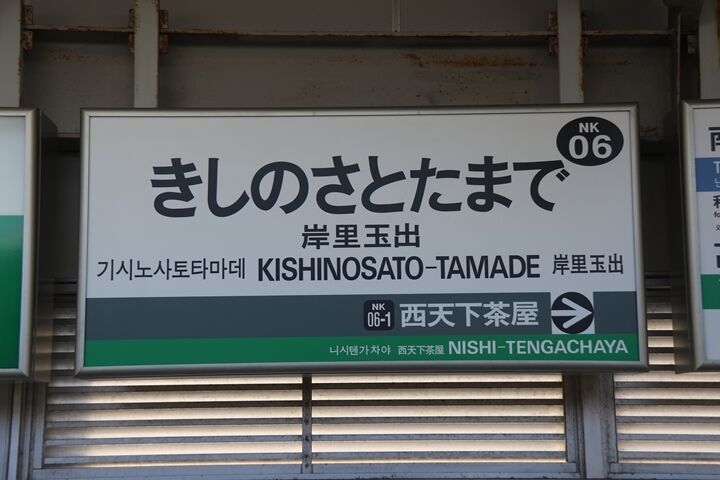 NK
06
きしのさとたまで
岸里玉出
기시노사토타마데 KISHINOSATO-TAMADE 岸里玉出
NK
06-1 西天下茶屋
니시텐가차야 西天下茶屋 NISHI-TENGACHAYA